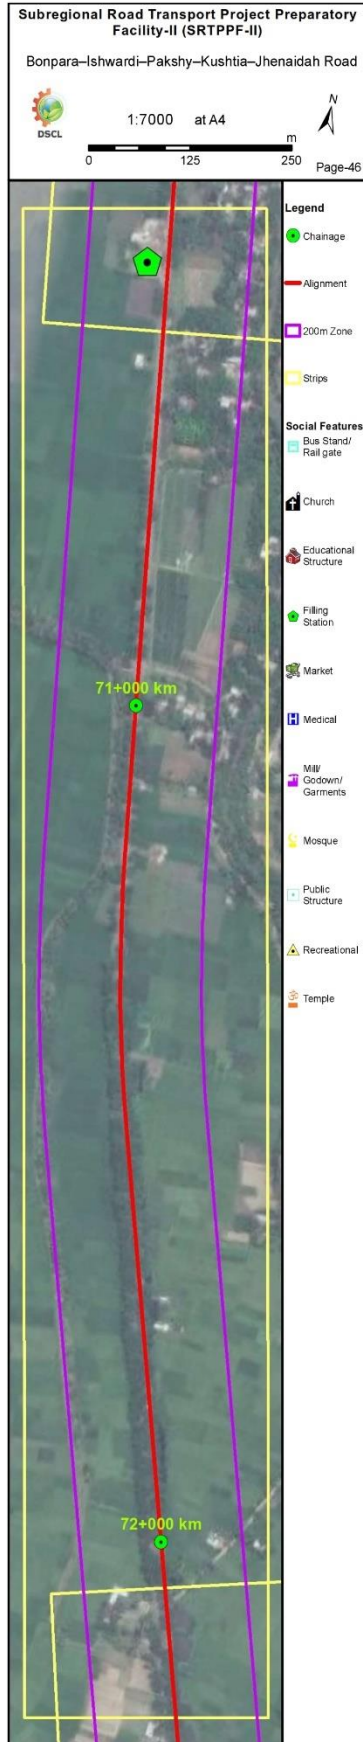 Subregional Road Transport Project Preparatory
Facility-II (SRTPPF-II)
Bonpara–Ishwardi–Pakshy–Kushtia–Jhenaidah Road
DSCL
1:7000 at A4
N
m
0 125 250
Page-46
Legend
Chainage
Alignment
200m Zone
Strips
Social Features
Bus Stand/
Rail gate
Church
Educational
Structure
Filling
Station
Market
Medical
Mill/
Godown/
Garments
Mosque
Public
Structure
Recreational
Temple
71+000 km
72+000 km